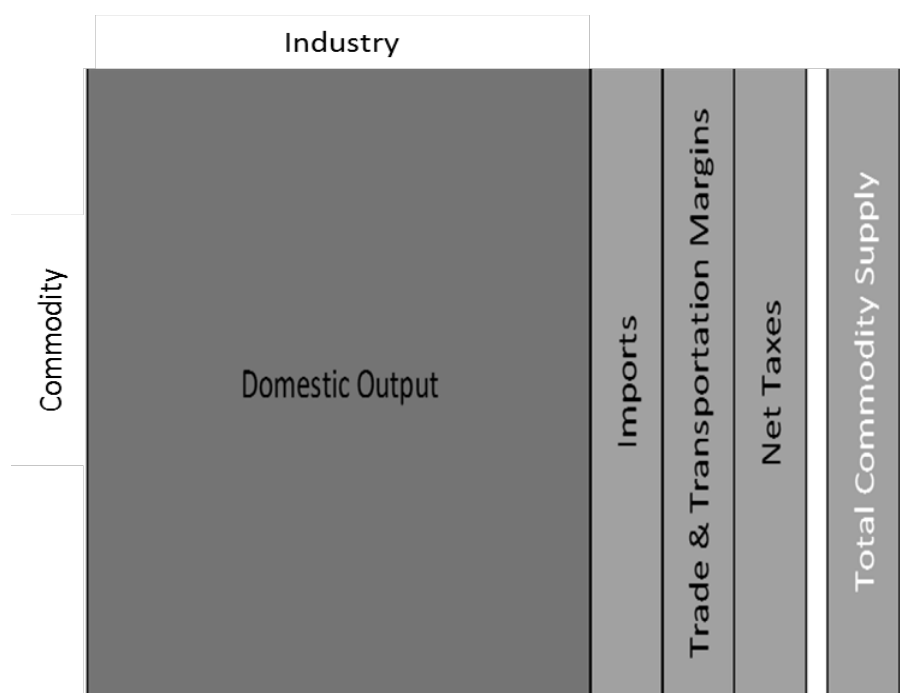 Industry
Commodity
Domestic Output
Imports
Trade & Transportation Margins
Net Taxes
Total Commodity Supply